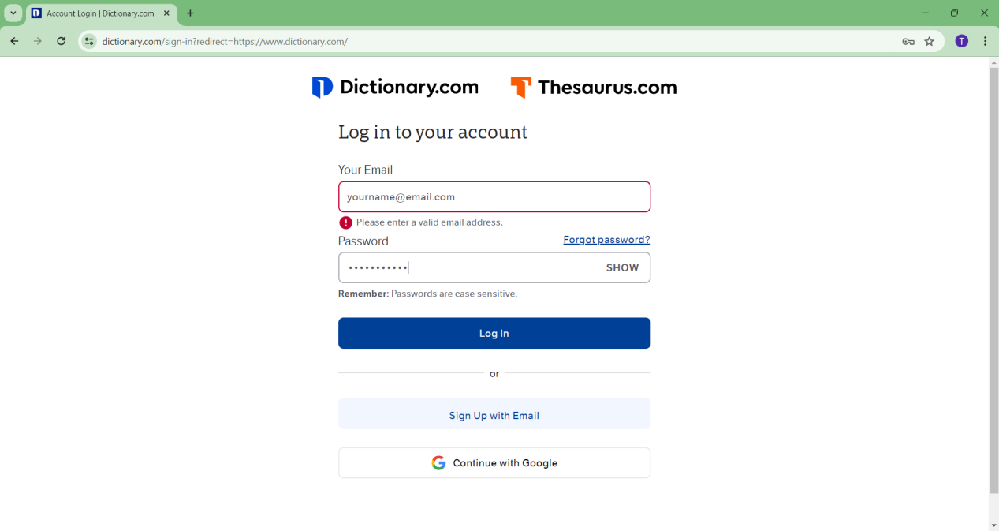 Account Login | Dictionary.com
dictionary.com/sign-in?redirect=https://www.dictionary.com/
T
Dictionary.com Thesaurus.com
Log in to your account
Your Email
yourname@email.com
Please enter a valid email address.
Password Forgot password?
••••••••••• SHOW
Remember: Passwords are case sensitive.
Log In
or
Sign Up with Email
Continue with Google